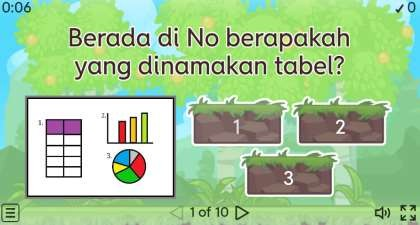 0:06
✓ 0
Berada di No berapakah
yang dinamakan tabel?
1.
2.
3.
1
2
3
1 of 10